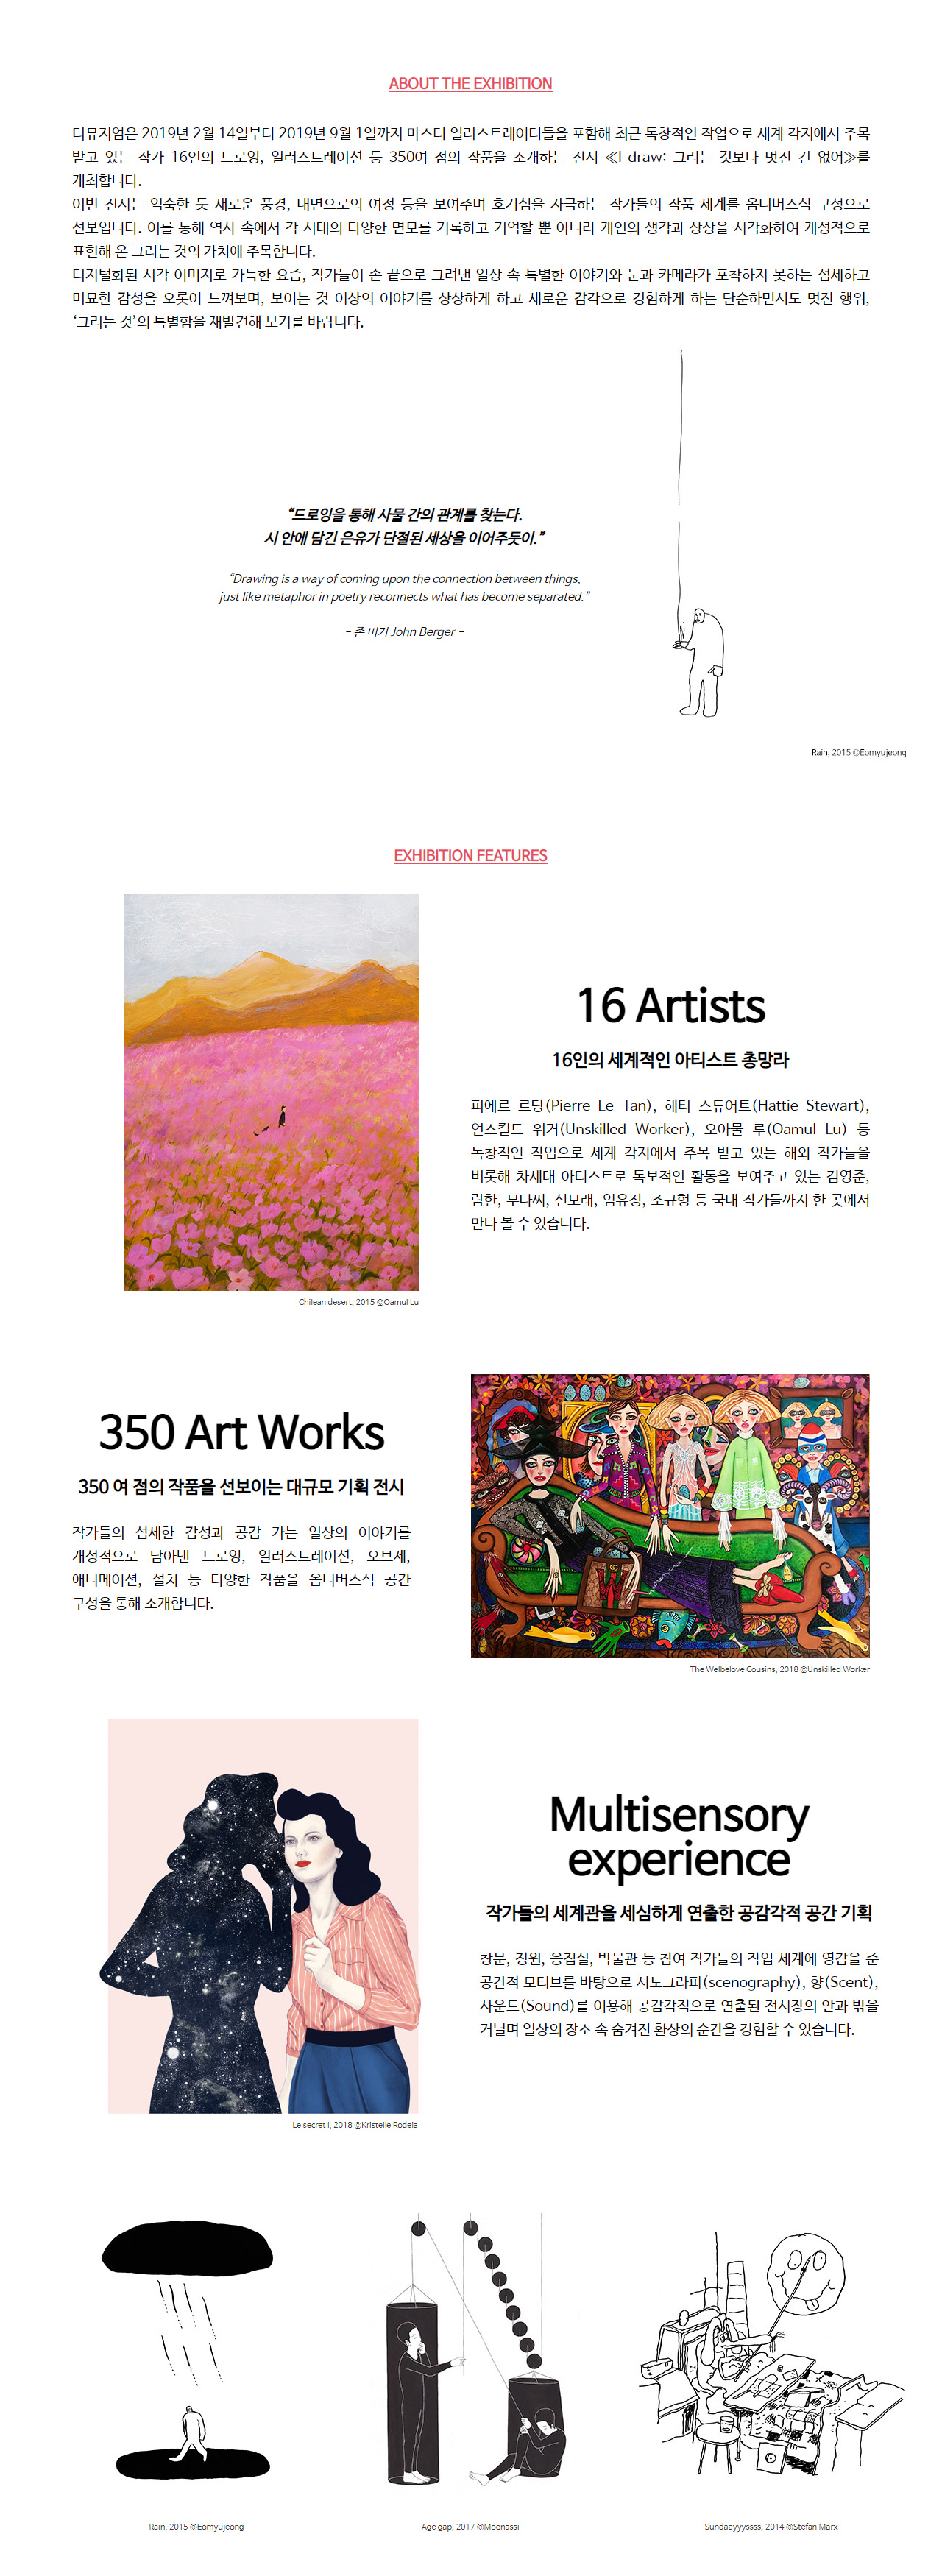 ABOUT THE EXHIBITION
디뮤지엄은 2019년 2월 14일부터 2019년 9월 1일까지 마스터 일러스트레이터들을 포함해 최근 독창적인 작업으로 세계 각지에서 주목
받고 있는 작가 16인의 드로잉, 일러스트레이션 등 350여 점의 작품을 소개하는 전시 ≪I draw: 그리는 것보다 멋진 건 없어≫를
개최합니다.
이번 전시는 익숙한 듯 새로운 풍경, 내면으로의 여정 등을 보여주며 호기심을 자극하는 작가들의 작품 세계를 옴니버스식 구성으로
선보입니다. 이를 통해 역사 속에서 각 시대의 다양한 면모를 기록하고 기억할 뿐 아니라 개인의 생각과 상상을 시각화하여 개성적으로
표현해 온 그리는 것의 가치에 주목합니다.
디지털화된 시각 이미지로 가득한 요즘, 작가들이 손 끝으로 그려낸 일상 속 특별한 이야기와 눈과 카메라가 포착하지 못하는 섬세하고
미묘한 감성을 오롯이 느껴보며, 보이는 것 이상의 이야기를 상상하게 하고 새로운 감각으로 경험하게 하는 단순하면서도 멋진 행위,
‘그리는 것’의 특별함을 재발견해 보기를 바랍니다.
“드로잉을 통해 사물 간의 관계를 찾는다.
시 안에 담긴 은유가 단절된 세상을 이어주듯이.”
“Drawing is a way of coming upon the connection between things,
just like metaphor in poetry reconnects what has become separated.”
- 존 버거 John Berger -
Rain, 2015 ©Eomyujeong
EXHIBITION FEATURES
16 Artists
16인의 세계적인 아티스트 총망라
피에르 르탕(Pierre Le-Tan), 해티 스튜어트(Hattie Stewart),
언스킬드 워커(Unskilled Worker), 오아물 루(Oamul Lu) 등
독창적인 작업으로 세계 각지에서 주목 받고 있는 해외 작가들을
비롯해 차세대 아티스트로 독보적인 활동을 보여주고 있는 김영준,
람한, 무나씨, 신모래, 엄유정, 조규형 등 국내 작가들까지 한 곳에서
만나 볼 수 있습니다.
Chilean desert, 2015 ©Oamul Lu
350 Art Works
350 여 점의 작품을 선보이는 대규모 기획 전시
작가들의 섬세한 감성과 공감 가는 일상의 이야기를
개성적으로 담아낸 드로잉, 일러스트레이션, 오브제,
애니메이션, 설치 등 다양한 작품을 옴니버스식 공간
구성을 통해 소개합니다.
The Welbelove Cousins, 2018 ©Unskilled Worker
Multisensory
experience
작가들의 세계관을 세심하게 연출한 공감각적 공간 기획
창문, 정원, 응접실, 박물관 등 참여 작가들의 작업 세계에 영감을 준
공간적 모티브를 바탕으로 시노그라피(scenography), 향(Scent),
사운드(Sound)를 이용해 공감각적으로 연출된 전시장의 안과 밖을
거닐며 일상의 장소 속 숨겨진 환상의 순간을 경험할 수 있습니다.
Le secret I, 2018 ©Kristelle Rodeia
Rain, 2015 ©Eomyujeong
Age gap, 2017 ©Moonassi
Sundaayyyssss, 2014 ©Stefan Marx